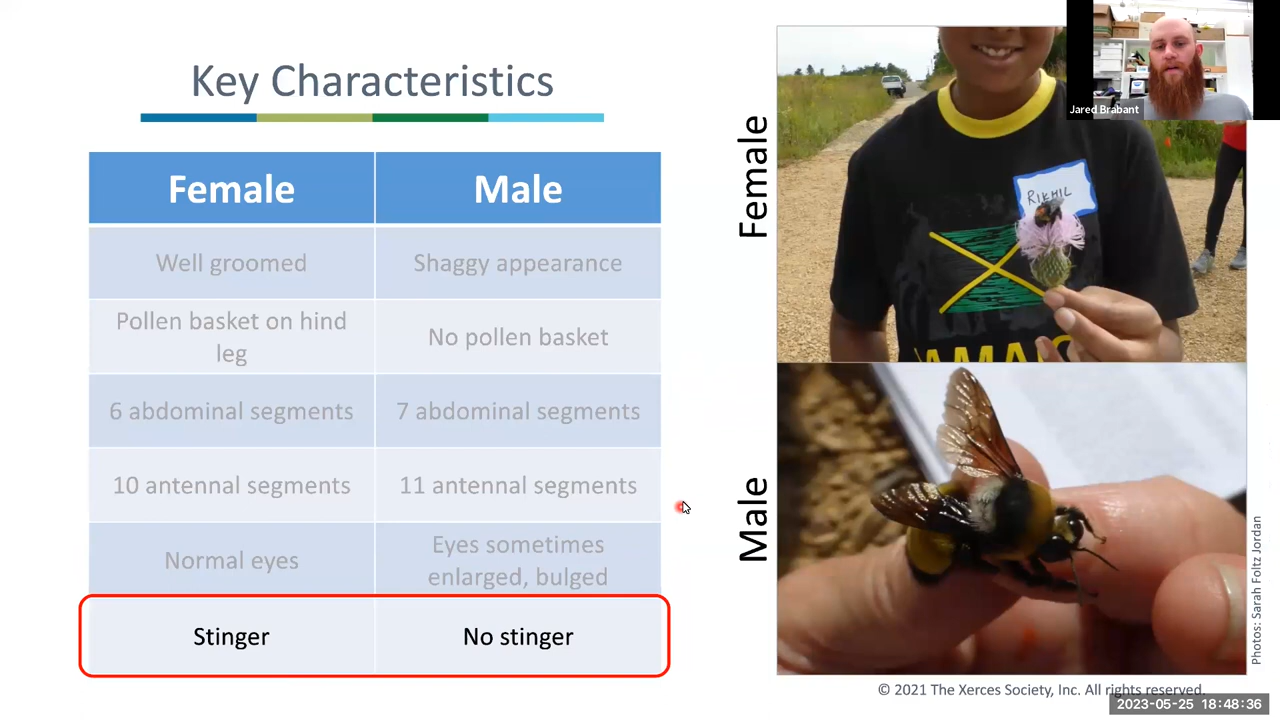 Key Characteristics
Female
Male
Well groomed
Shaggy appearance
Pollen basket on hind
leg
No pollen basket
6 abdominal segments
7 abdominal segments
10 antennal segments
11 antennal segments
Normal eyes
Eyes sometimes
enlarged, bulged
Stinger
No stinger
Female
RIKHIL
Male
Jared Brabant
Photos: Sarah Foltz Jordan
© 2021 The Xerces Society, Inc. All rights reserved.
2023-05-25 18:48:36